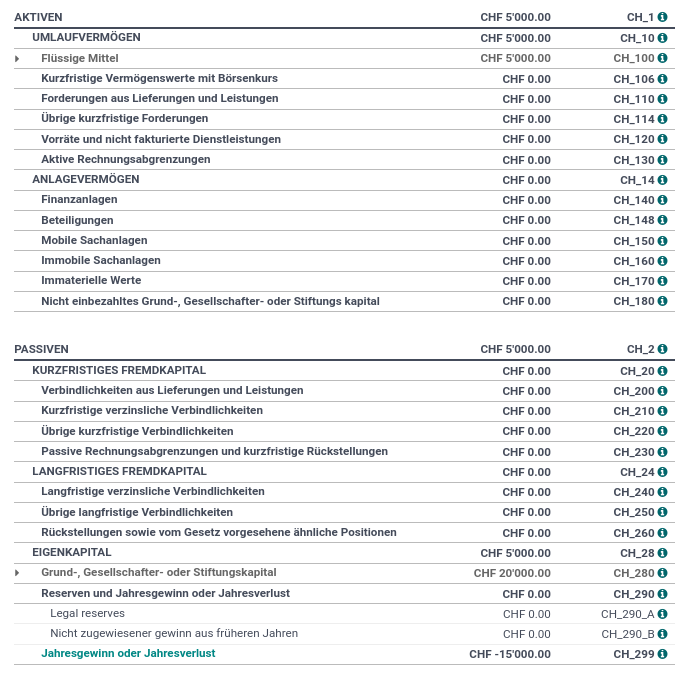 AKTIVEN CHF 5'000.00 CH_1
UMLAUFVERMÖGEN CHF 5'000.00 CH_10
Flüssige Mittel CHF 5'000.00 CH_100
Kurzfristige Vermögenswerte mit Börsenkurs CHF 0.00 CH_106
Forderungen aus Lieferungen und Leistungen CHF 0.00 CH_110
Übrige kurzfristige Forderungen CHF 0.00 CH_114
Vorräte und nicht fakturierte Dienstleistungen CHF 0.00 CH_120
Aktive Rechnungsabgrenzungen CHF 0.00 CH_130
ANLAGEVERMÖGEN CHF 0.00 CH_14
Finanzanlagen CHF 0.00 CH_140
Beteiligungen CHF 0.00 CH_148
Mobile Sachanlagen CHF 0.00 CH_150
Immobile Sachanlagen CHF 0.00 CH_160
Immaterielle Werte CHF 0.00 CH_170
Nicht einbezahltes Grund-, Gesellschafter- oder Stiftungs kapital CHF 0.00 CH_180
PASSIVEN CHF 5'000.00 CH_2
KURZFRISTIGES FREMDKAPITAL CHF 0.00 CH_20
Verbindlichkeiten aus Lieferungen und Leistungen CHF 0.00 CH_200
Kurzfristige verzinsliche Verbindlichkeiten CHF 0.00 CH_210
Übrige kurzfristige Verbindlichkeiten CHF 0.00 CH_220
Passive Rechnungsabgrenzungen und kurzfristige Rückstellungen CHF 0.00 CH_230
LANGFRISTIGES FREMDKAPITAL CHF 0.00 CH_24
Langfristige verzinsliche Verbindlichkeiten CHF 0.00 CH_240
Übrige langfristige Verbindlichkeiten CHF 0.00 CH_250
Rückstellungen sowie vom Gesetz vorgesehene ähnliche Positionen CHF 0.00 CH_260
EIGENKAPITAL CHF 5'000.00 CH_28
Grund-, Gesellschafter- oder Stiftungskapital CHF 20'000.00 CH_280
Reserven und Jahresgewinn oder Jahresverlust CHF 0.00 CH_290
Legal reserves CHF 0.00 CH_290_A
Nicht zugewiesener gewinn aus früheren Jahren CHF 0.00 CH_290_B
Jahresgewinn oder Jahresverlust CHF -15'000.00 CH_299